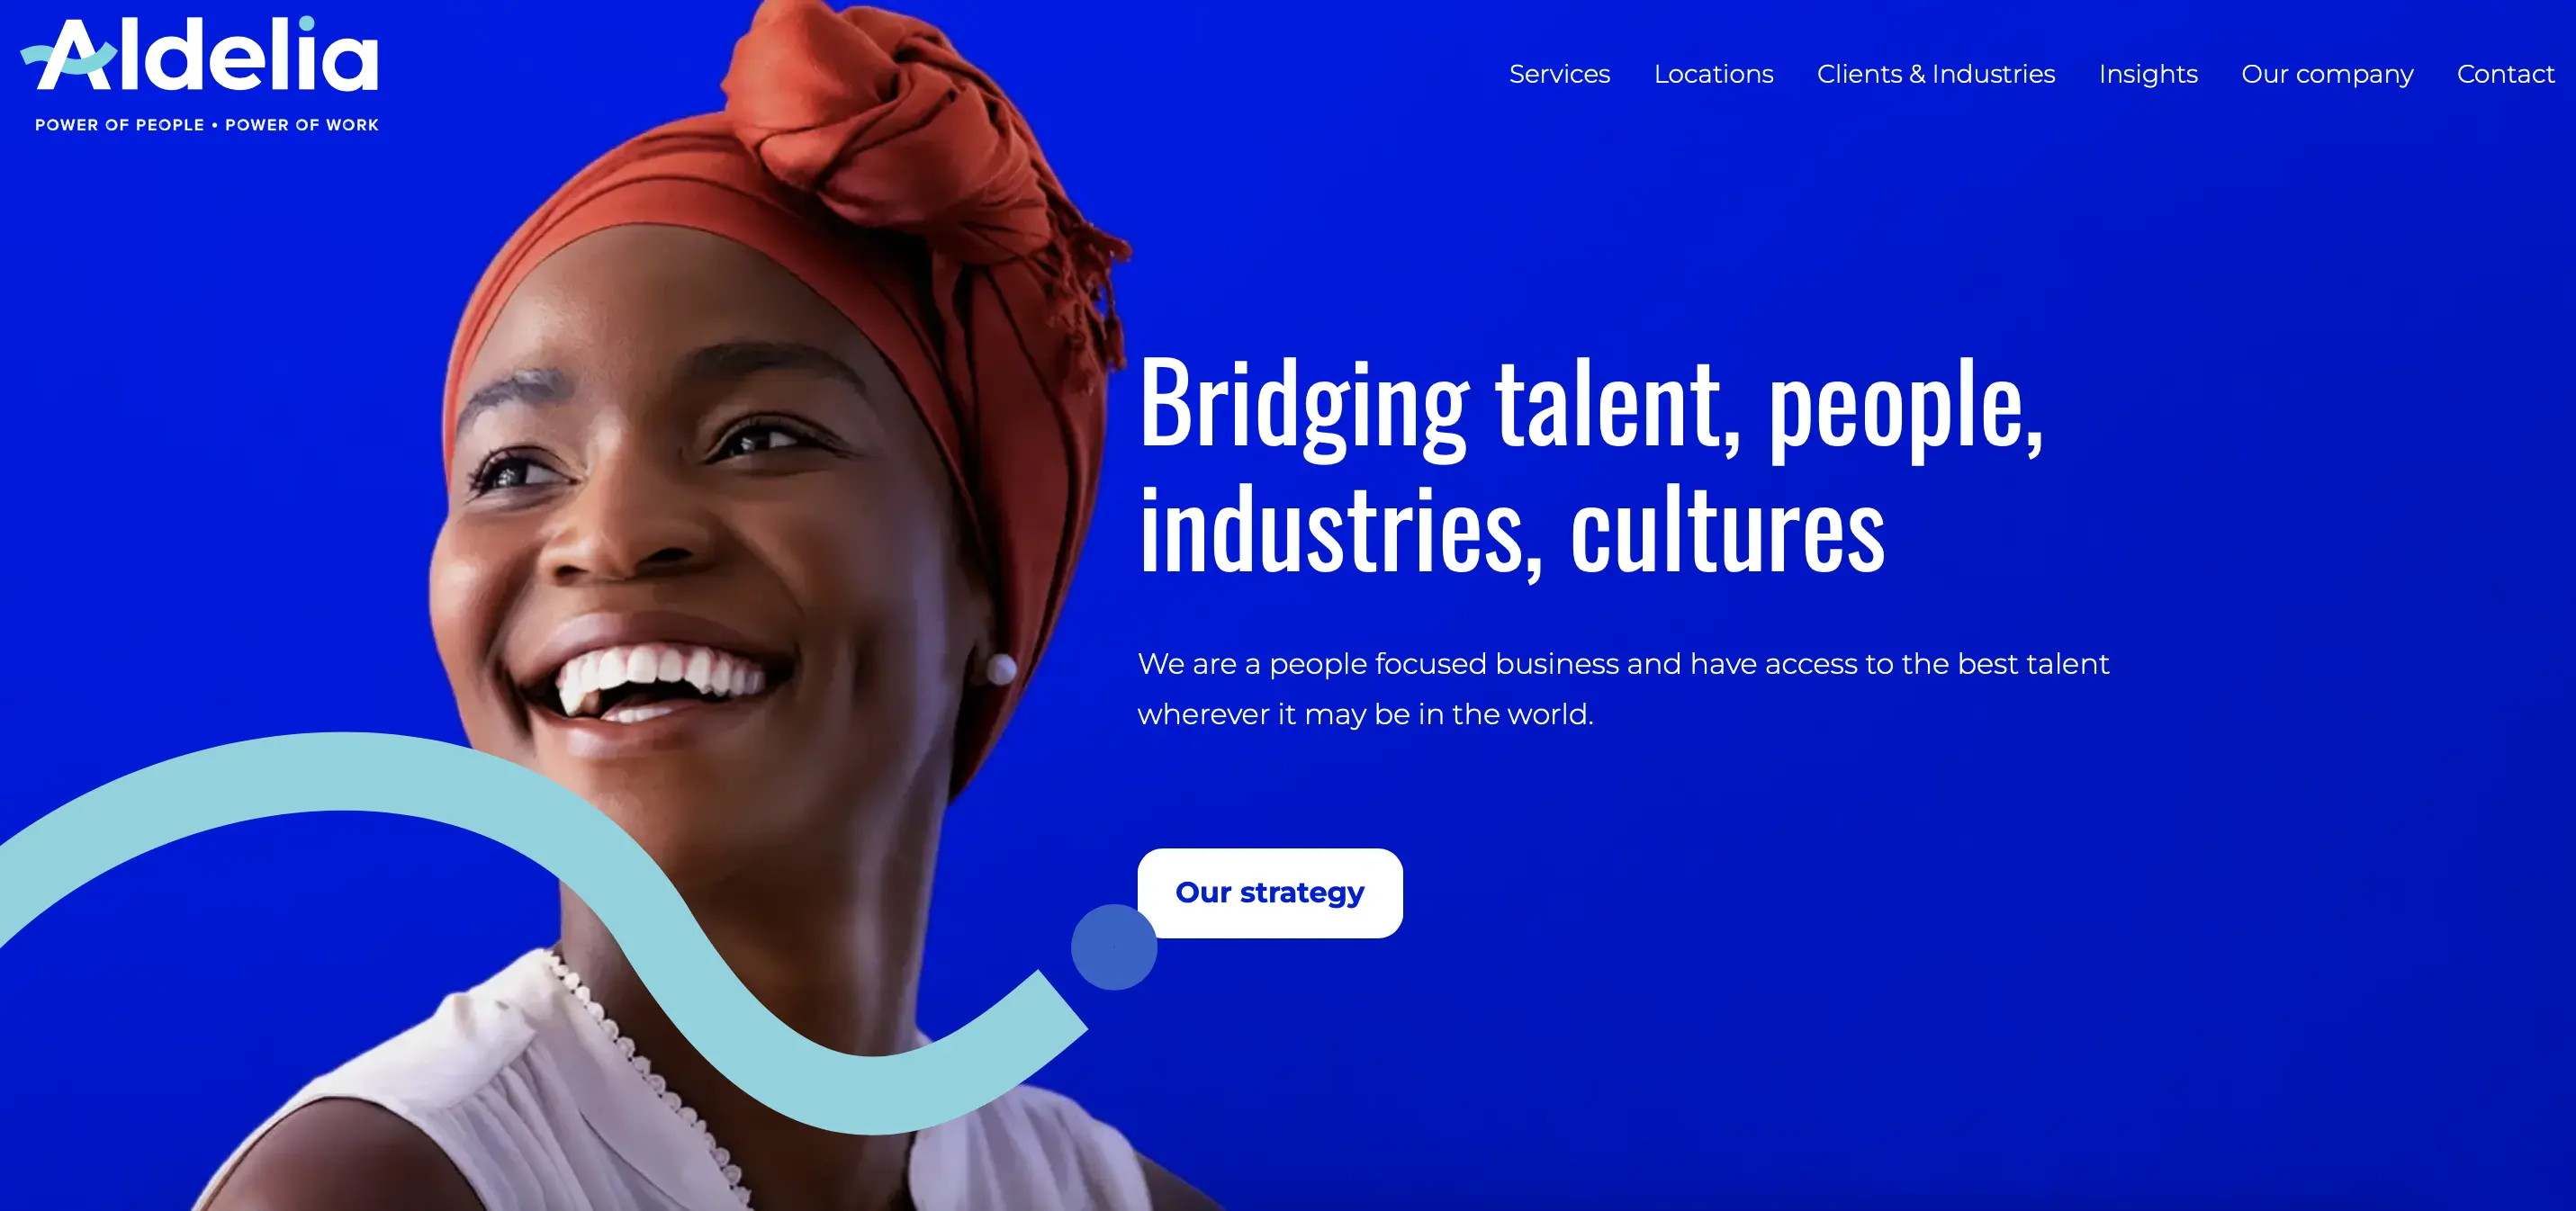 Aldelia
POWER OF PEOPLE • POWER OF WORK
Services Locations Clients & Industries Insights Our company Contact
Bridging talent, people,
industries, cultures
We are a people focused business and have access to the best talent
wherever it may be in the world.
Our strategy